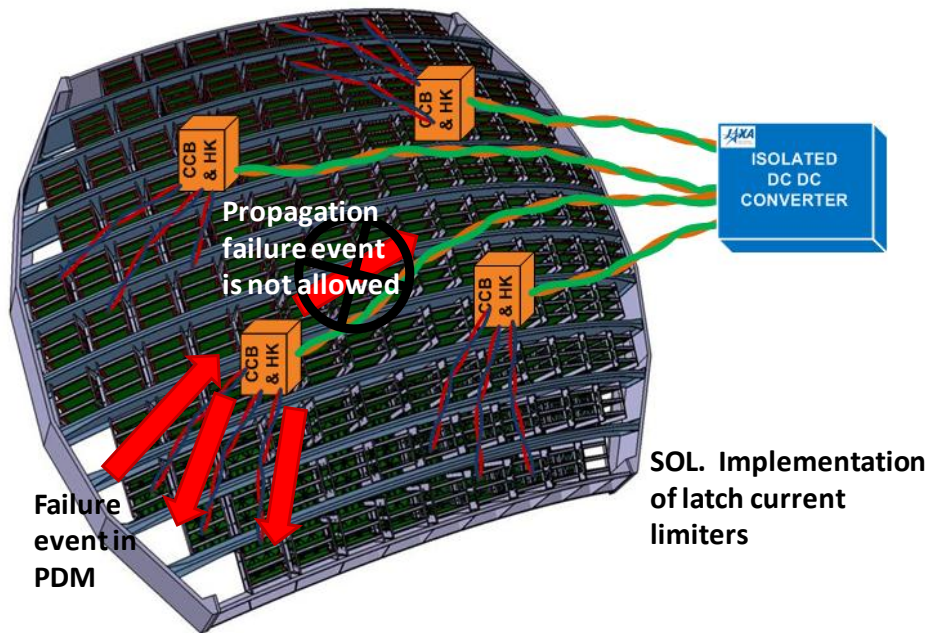 CCB
& HK
CCB
& HK
JAXA
ISOLATED
DC DC
CONVERTER
Propagation
failure event
is not allowed
CCB
& HK
CCB
& HK
SOL.  Implementation
of latch current
limiters
Failure
event in
PDM